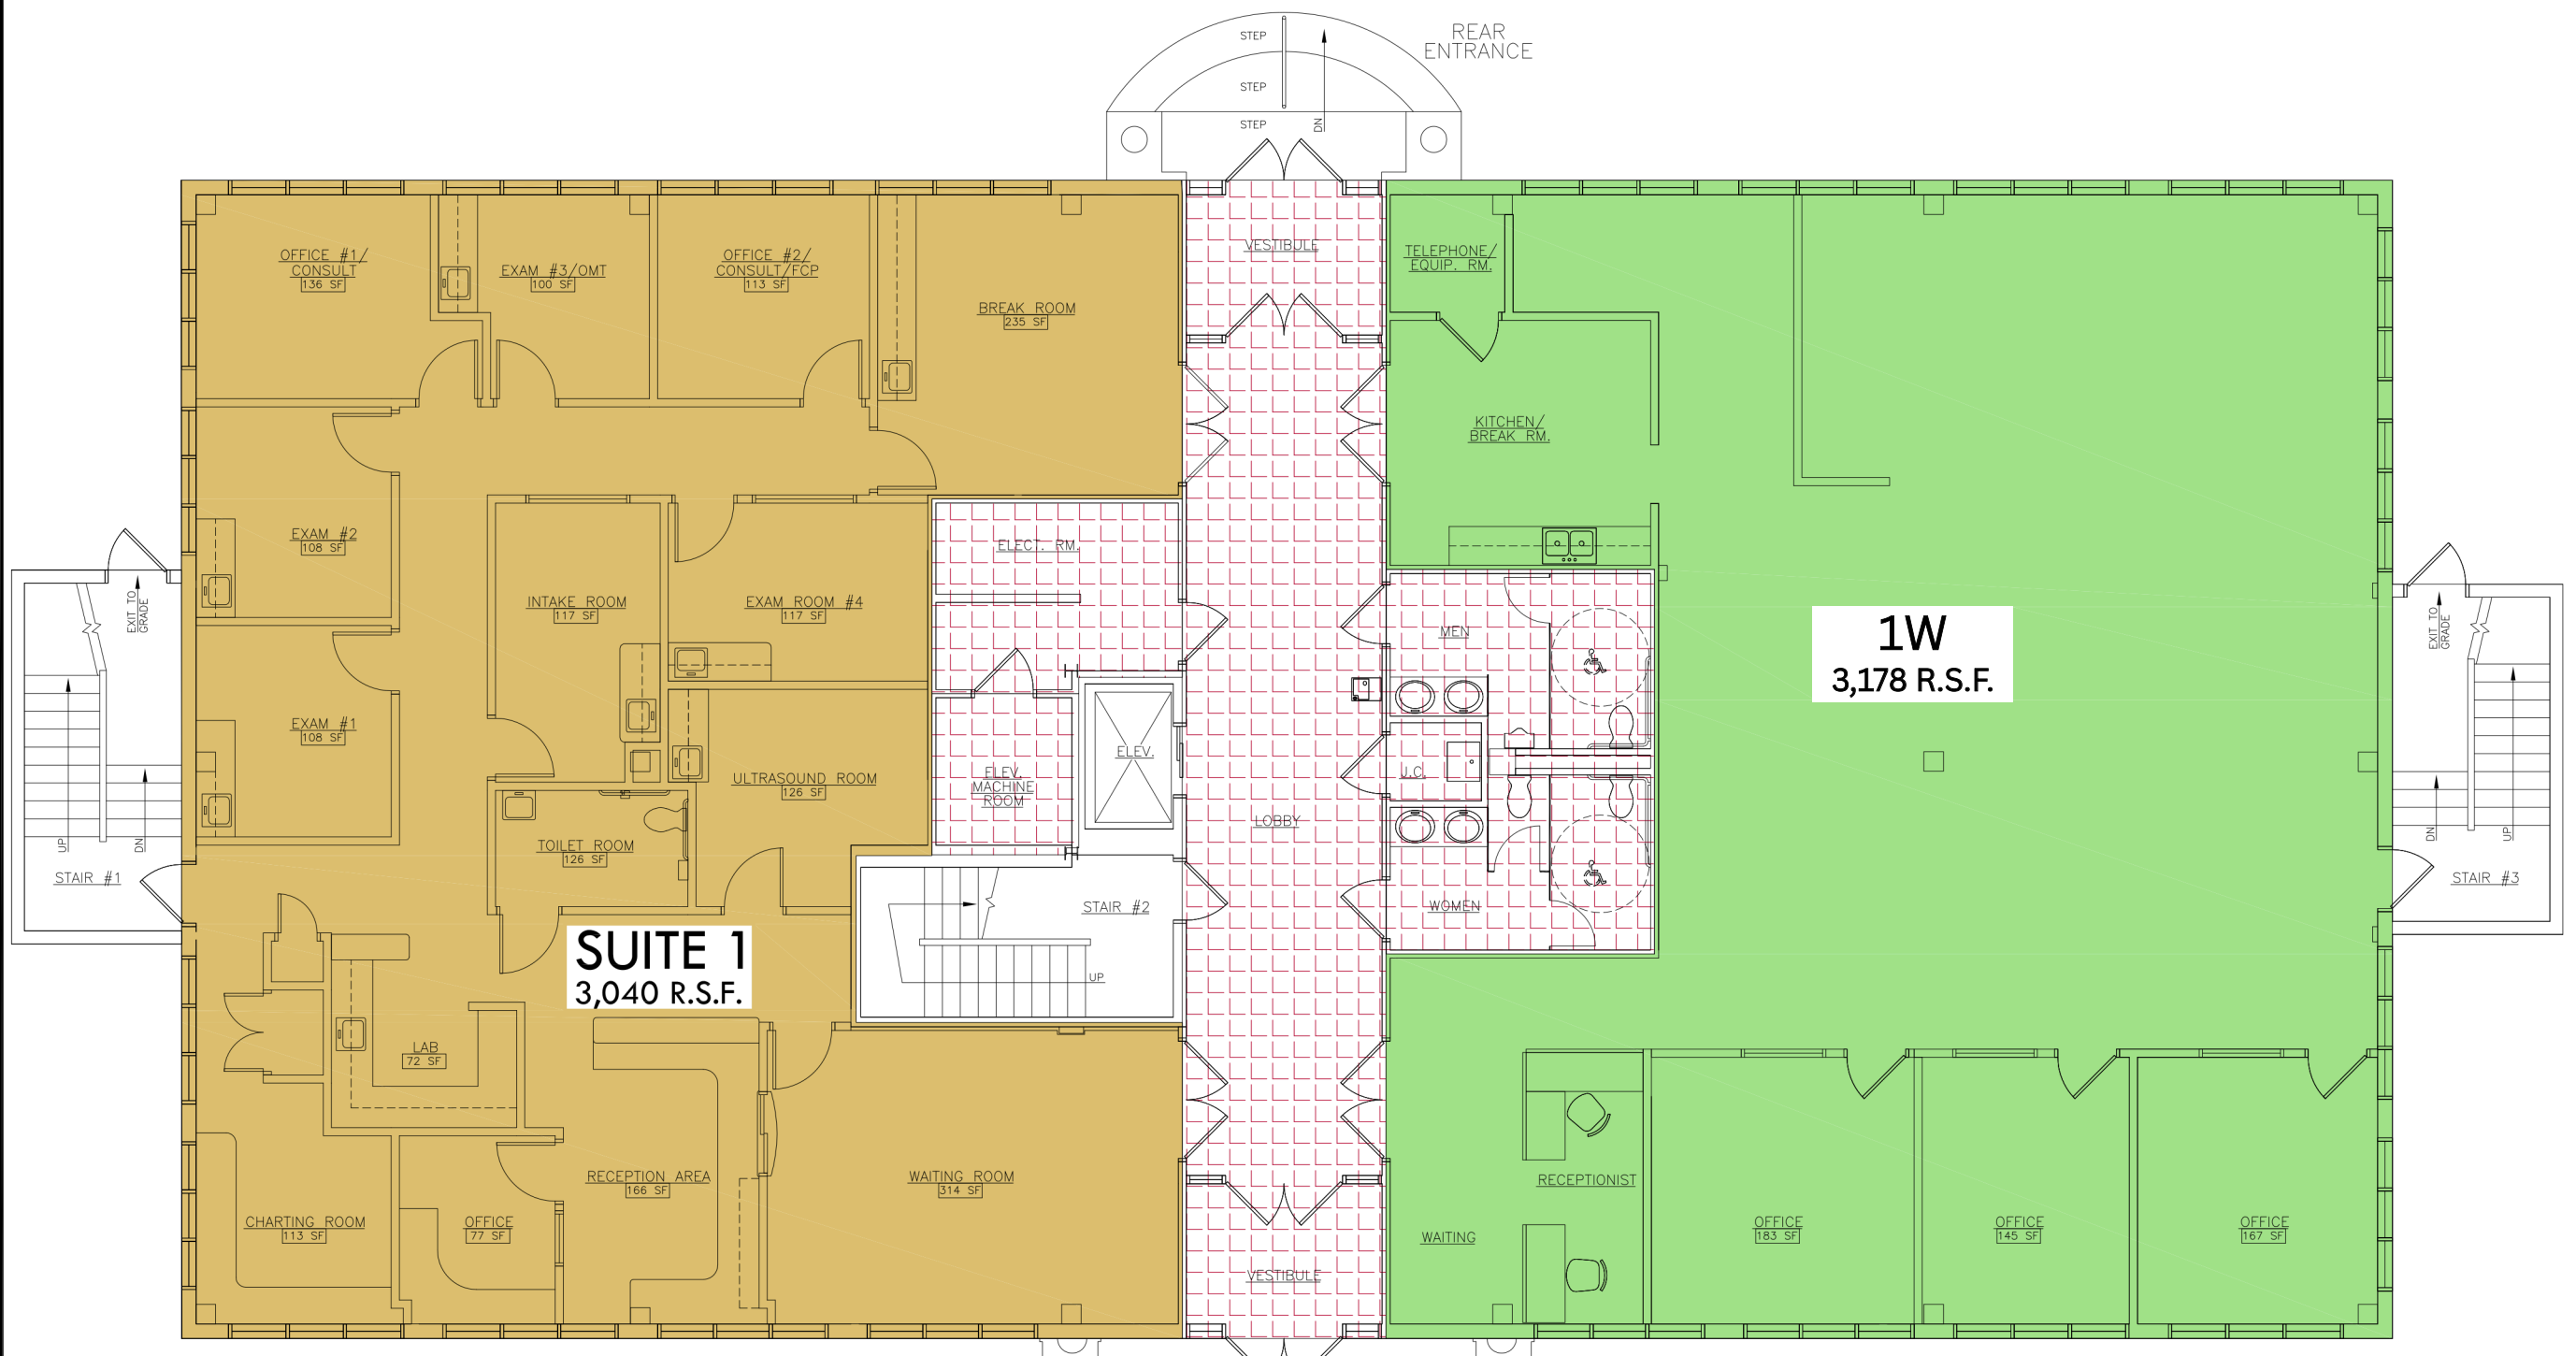 REAR
ENTRANCE
STEP
STEP
STEP
DN
OFFICE #1/
CONSULT
136 SF
EXAM #3/OMT
100 SF
OFFICE #2/
CONSULT/FCP
113 SF
BREAK ROOM
235 SF
VESTIBULE
TELEPHONE/
EQUIP. RM.
KITCHEN/
BREAK RM.
EXAM #2
108 SF
ELECT. RM.
INTAKE ROOM
117 SF
EXAM ROOM #4
117 SF
EXIT TO
GRADE
MEN
1W
3,178 R.S.F.
EXIT TO
GRADE
EXAM #1
108 SF
ULTRASOUND ROOM
126 SF
ELEV.
MACHINE
ROOM
ELEV.
J.C.
LOBBY
UP
DN
STAIR #1
TOILET ROOM
126 SF
STAIR #2
UP
WOMEN
DN
UP
STAIR #3
SUITE 1
3,040 R.S.F.
LAB
72 SF
RECEPTION AREA
166 SF
WAITING ROOM
314 SF
CHARTING ROOM
113 SF
OFFICE
77 SF
VESTIBULE
RECEPTIONIST
WAITING
OFFICE
183 SF
OFFICE
145 SF
OFFICE
167 SF